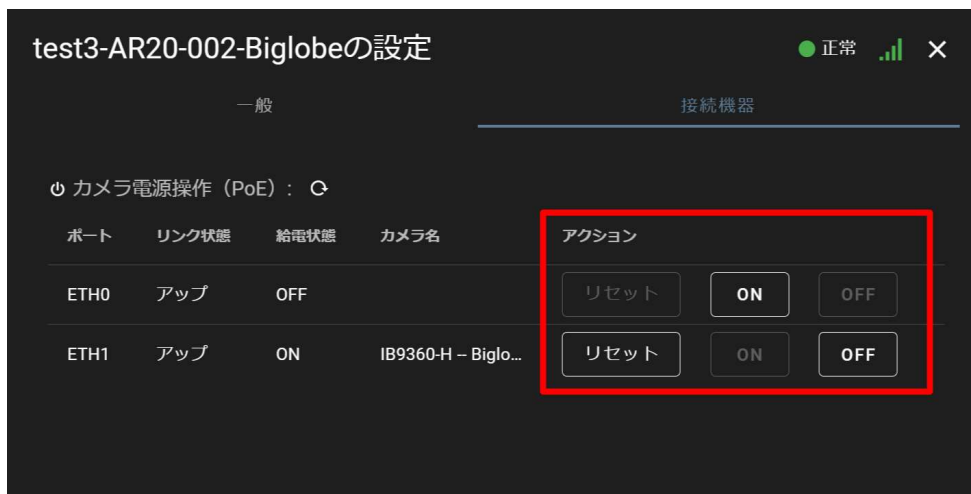 test3-AR20-002-Biglobeの設定 正常
一般 接続機器
カメラ電源操作（PoE）:
ポート リンク状態 給電状態 カメラ名 アクション
ETH0 アップ OFF リセット ON OFF
ETH1 アップ ON IB9360-H -- Biglo... リセット ON OFF